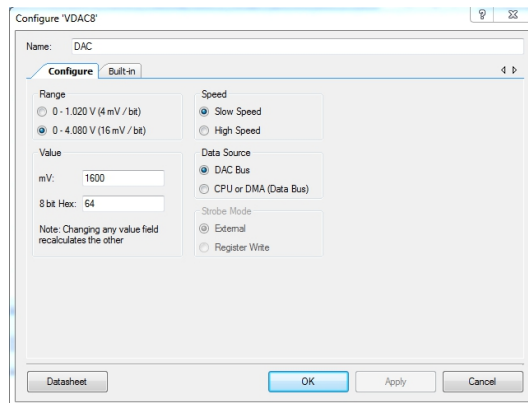 Configure 'VDAC8'
Name: DAC
Configure Built-in
Range
0 - 1.020 V (4 mV / bit)
0 - 4.080 V (16 mV / bit)
Value
mV: 1600
8 bit Hex: 64
Note: Changing any value field
recalculates the other
Speed
Slow Speed
High Speed
Data Source
DAC Bus
CPU or DMA (Data Bus)
Strobe Mode
External
Register Write
Datasheet OK Apply Cancel